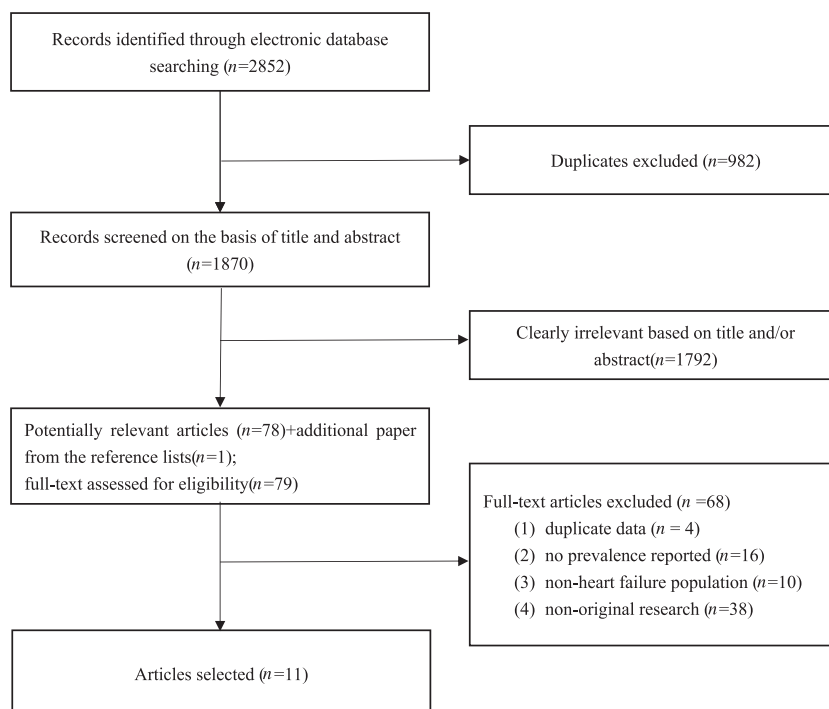 Records identified through electronic database
searching (n=2852)
Duplicates excluded (n=982)
Records screened on the basis of title and abstract
(n=1870)
Clearly irrelevant based on title and/or
abstract(n=1792)
Potentially relevant articles (n=78)+additional paper
from the reference lists(n=1);
full-text assessed for eligibility(n=79)
Full-text articles excluded (n =68)
(1) duplicate data (n = 4)
(2) no prevalence reported (n=16)
(3) non-heart failure population (n=10)
(4) non-original research (n=38)
Articles selected (n=11)